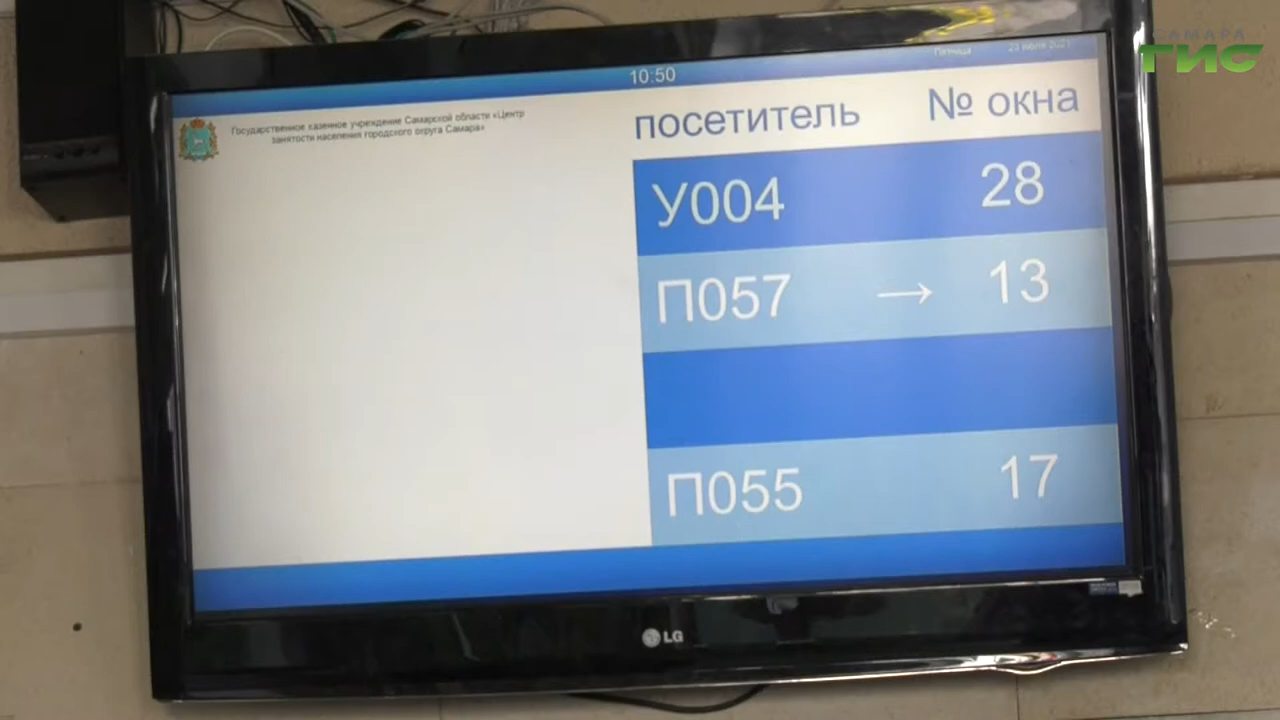 САМАРА
ГИС
Пятница 23 июля 2021
10:50
Государственное казенное учреждение Самарской области «Центр
занятости населения городского округа Самара»
посетитель № окна
У004 28
П057 → 13
П055 17
LG